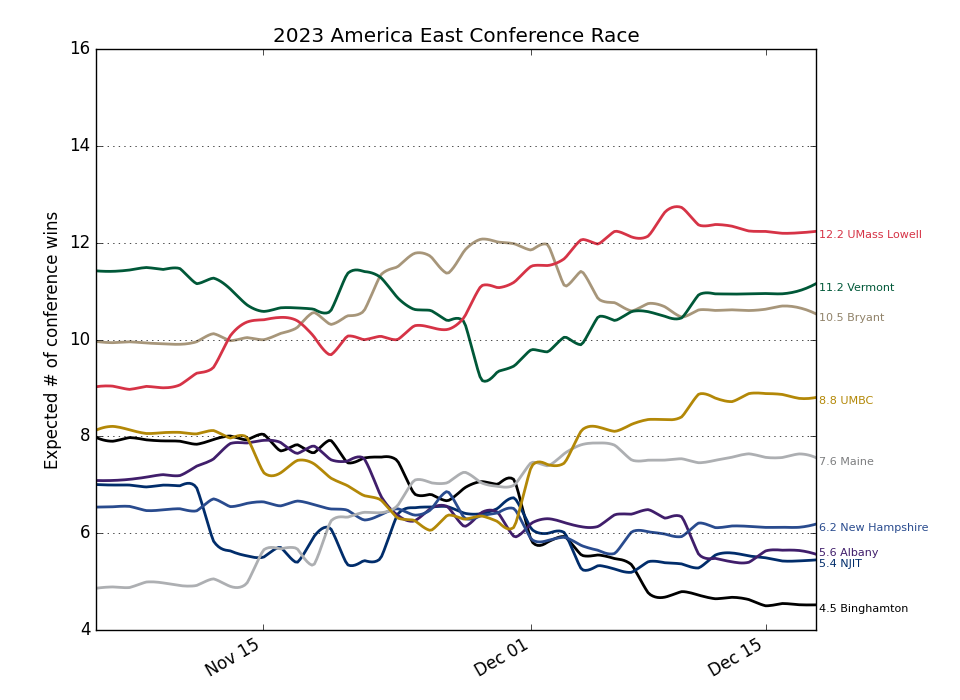 2023 America East Conference Race
Expected # of conference wins
16
14
12
10
8
6
4
Nov 15
Dec 01
Dec 15
12.2 UMass Lowell
11.2 Vermont
10.5 Bryant
8.8 UMBC
7.6 Maine
6.2 New Hampshire
5.6 Albany
5.4 NJIT
4.5 Binghamton